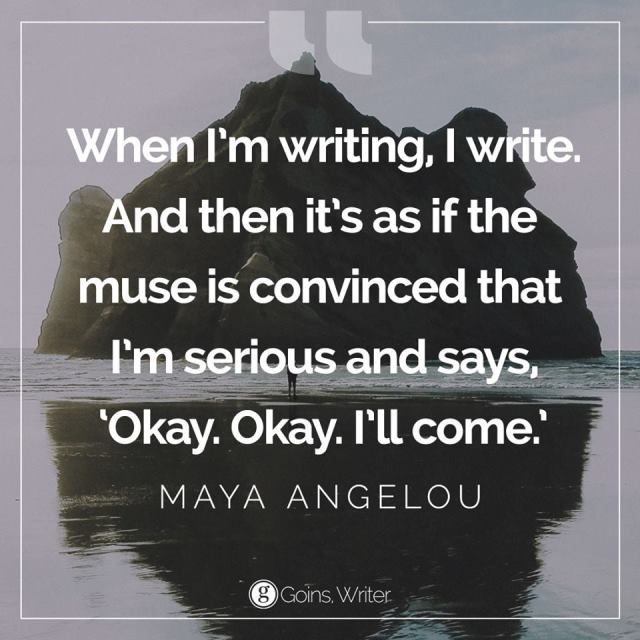 When I’m writing, I write.
And then it’s as if the
muse is convinced that
I’m serious and says,
‘Okay. Okay. I’ll come.’
MAYA ANGELOU
g Goins, Writer